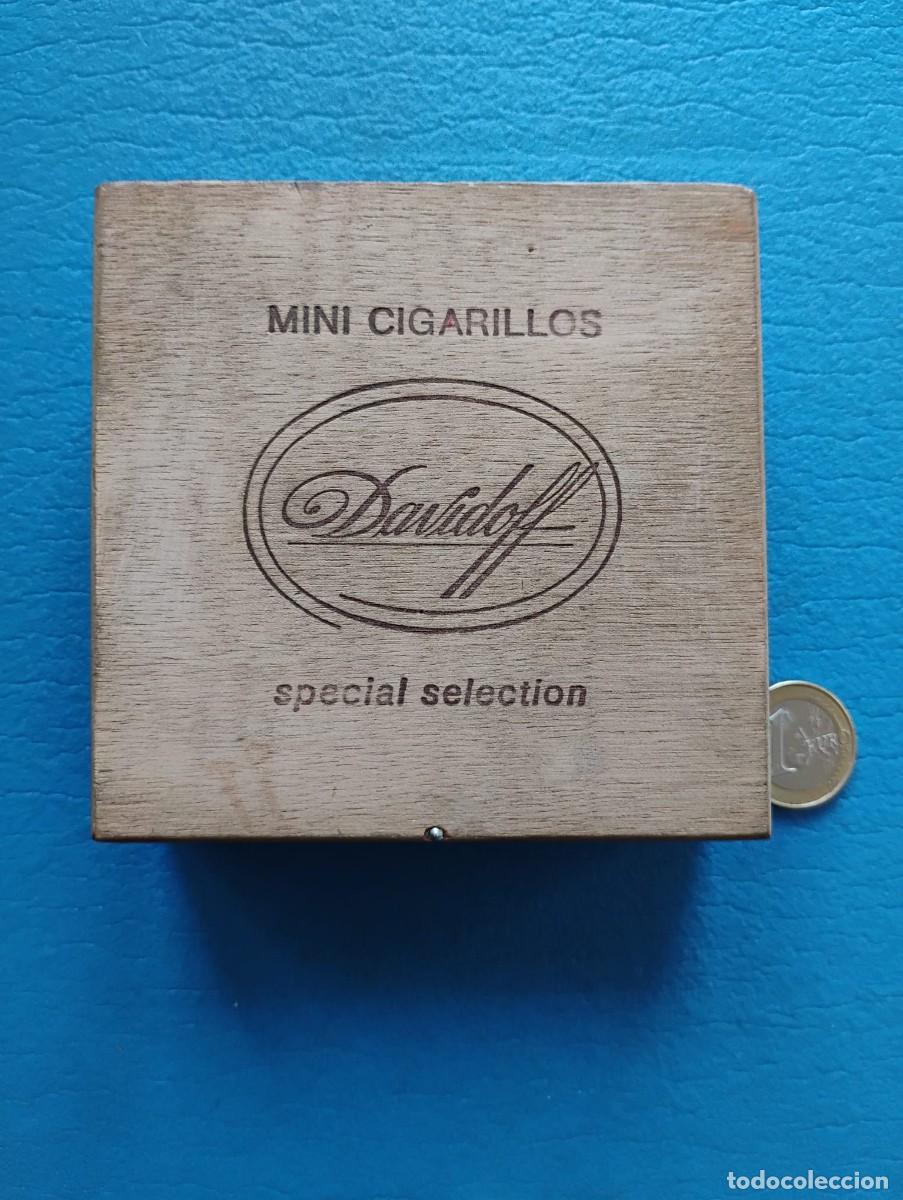 MINI CIGARILLOS
Davidoff
special selection
1 EURO
todocoleccion